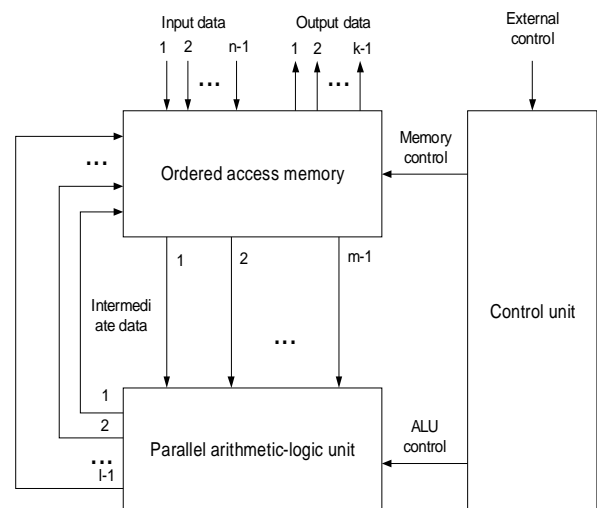 Input data
Output data
External
control
1 2 ... n-1
1 2 ... k-1
Memory
control
...
Ordered access memory
1
2
m-1
Intermedi
ate data
...
Control unit
1
2
...
l-1
Parallel arithmetic-logic unit
ALU
control